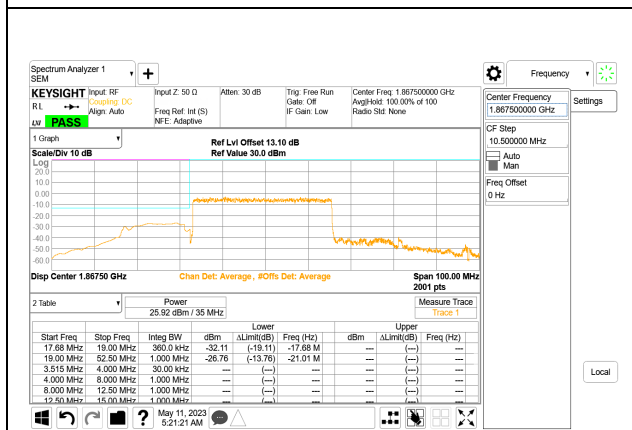 Spectrum Analyzer 1
SEM
+
Frequency
KEYSIGHT
RL
LXI PASS
Input: RF
Coupling: DC
Align: Auto
Input Z: 50 Ω
Freq Ref: Int (S)
NFE: Adaptive
Atten: 30 dB
Trig: Free Run
Gate: Off
IF Gain: Low
Center Freq: 1.867500000 GHz
Avg|Hold: 100.00% of 100
Radio Std: None
Center Frequency
1.867500000 GHz
Settings
CF Step
10.500000 MHz
Auto
Man
Freq Offset
0 Hz
1 Graph
Scale/Div 10 dB
Ref Lvl Offset 13.10 dB
Ref Value 30.0 dBm
Log
20.0
10.0
0.00
-10.0
-20.0
-30.0
-40.0
-50.0
-60.0
Disp Center 1.86750 GHz
Chan Det: Average, #Offs Det: Average
Span 100.00 MHz
2001 pts
2 Table
Power
25.92 dBm / 35 MHz
Measure Trace
Trace 1
Lower Upper
Start Freq Stop Freq Integ BW dBm ΔLimit(dB) Freq (Hz) dBm ΔLimit(dB) Freq (Hz)
17.68 MHz 19.00 MHz 360.0 kHz -32.11 (-19.11) -17.68 M --- (---) ---
19.00 MHz 52.50 MHz 1.000 MHz -26.76 (-13.76) -21.01 M --- (---) ---
3.515 MHz 4.000 MHz 30.00 kHz --- (---) --- --- (---) ---
4.000 MHz 8.000 MHz 1.000 MHz --- (---) --- --- (---) ---
8.000 MHz 12.50 MHz 1.000 MHz --- (---) --- --- (---) ---
12.50 MHz 15.00 MHz 1.000 MHz --- (---) --- --- (---) ---
Local
?
May 11, 2023
5:21:21 AM